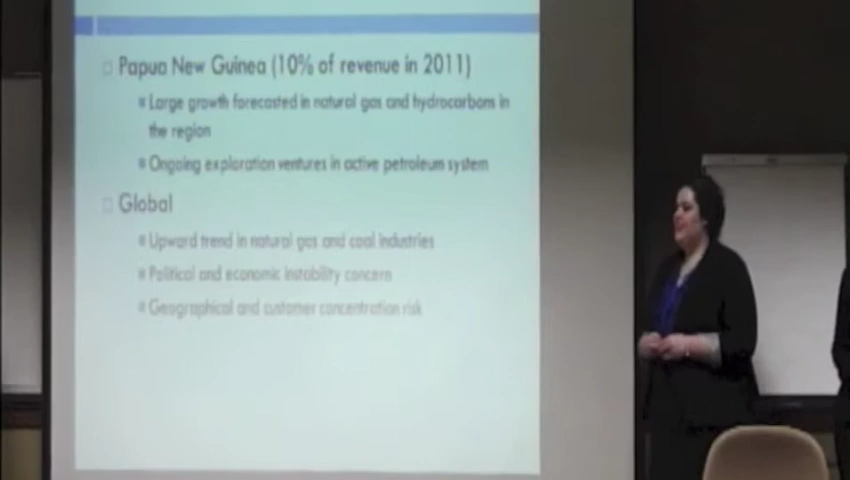 Papua New Guinea (10% of revenue in 2011)
Large growth forecasted in natural gas and hydrocarbons in
the region
Ongoing exploration ventures in active petroleum system
Global
Upward trend in natural gas and coal industries
Political and economic instability concern
Geographical and customer concentration risk